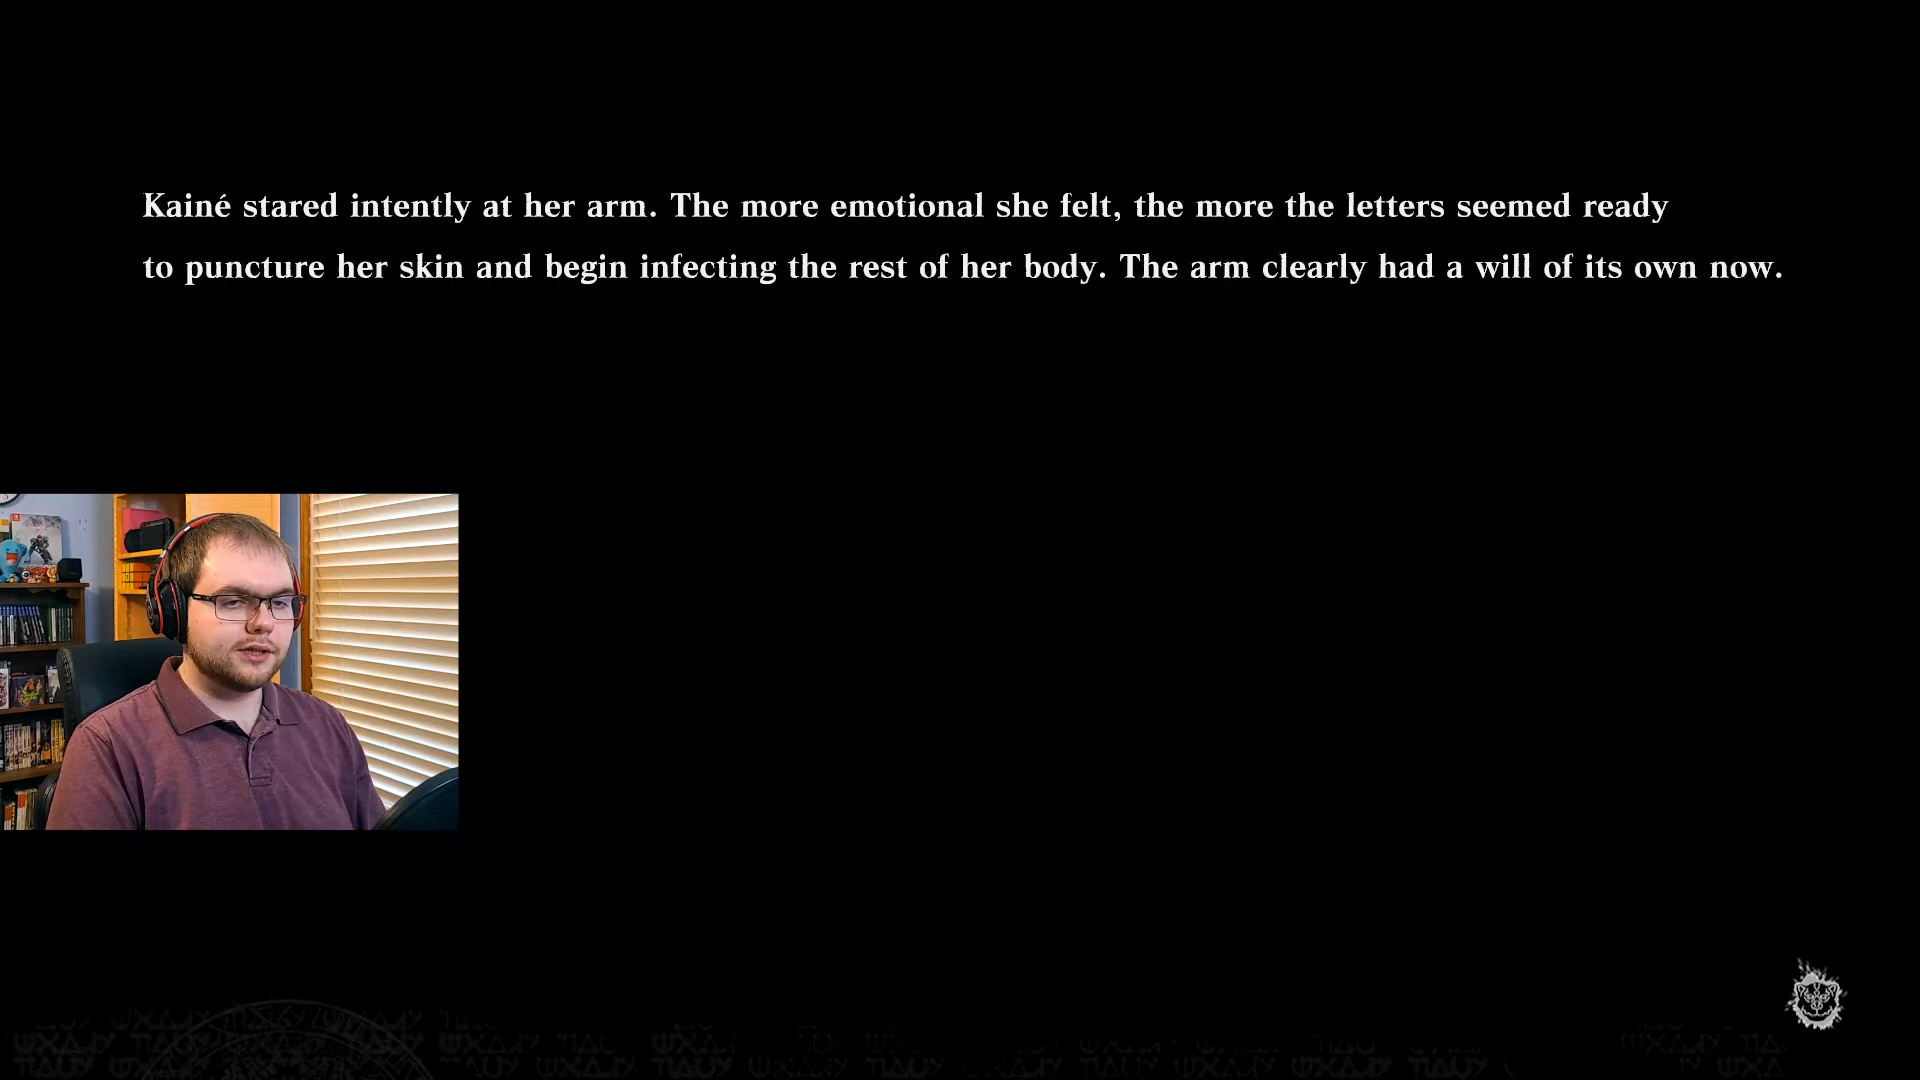 Kainé stared intently at her arm. The more emotional she felt, the more the letters seemed ready
to puncture her skin and begin infecting the rest of her body. The arm clearly had a will of its own now.